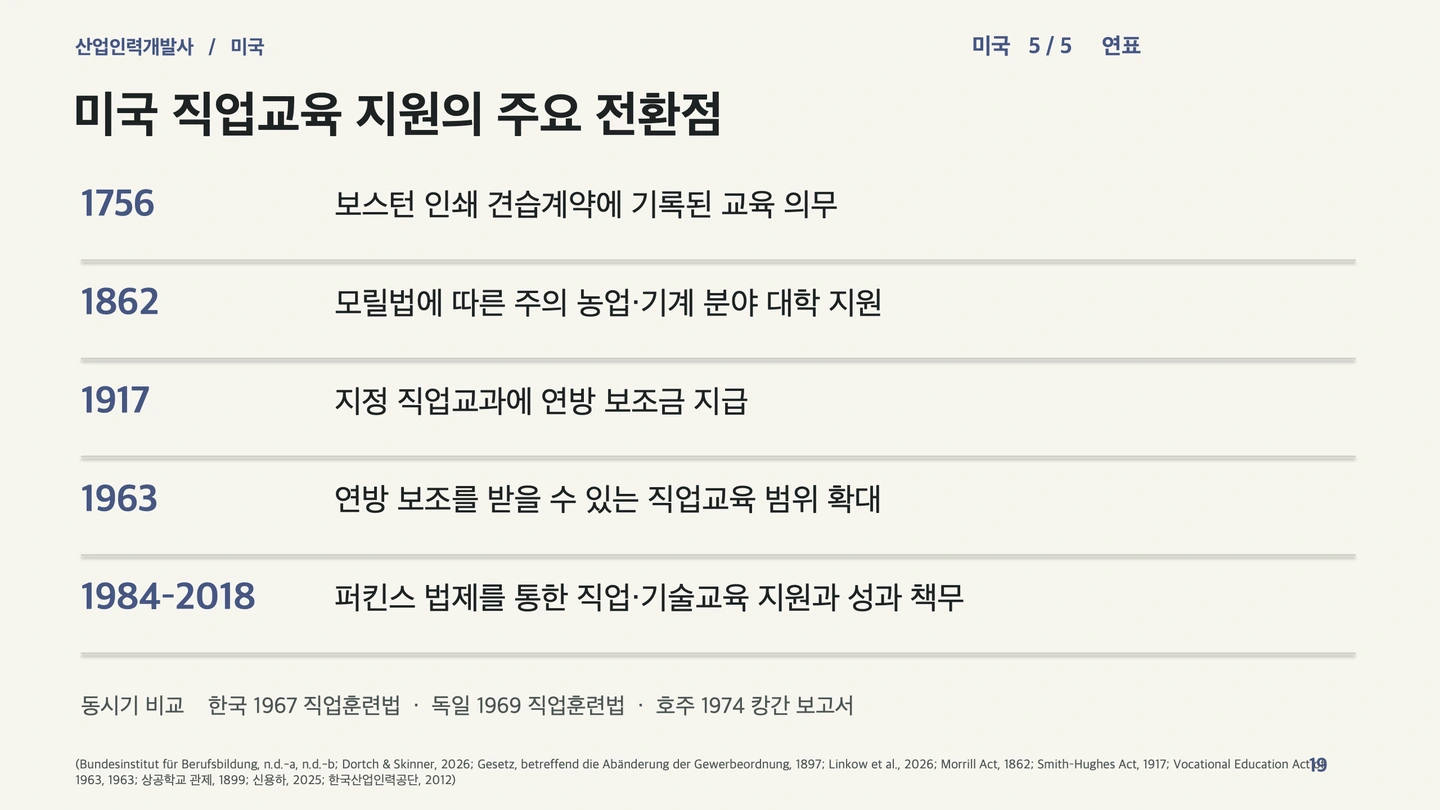 산업인력개발사 / 미국
미국 5 / 5 연표
미국 직업교육 지원의 주요 전환점
1756 보스턴 인쇄 견습계약에 기록된 교육 의무
1862 모릴법에 따른 주의 농업·기계 분야 대학 지원
1917 지정 직업교과에 연방 보조금 지급
1963 연방 보조를 받을 수 있는 직업교육 범위 확대
1984-2018 퍼킨스 법제를 통한 직업·기술교육 지원과 성과 책무
동시기 비교 한국 1967 직업훈련법 · 독일 1969 직업훈련법 · 호주 1974 캉간 보고서
(Bundesinstitut für Berufsbildung, n.d.-a, n.d.-b; Dortch & Skinner, 2026; Gesetz, betreffend die Abänderung der Gewerbeordnung, 1897; Linkow et al., 2026; Morrill Act, 1862; Smith-Hughes Act, 1917; Vocational Education Act
1963, 1963; 상공학교 관제, 1899; 신용하, 2025; 한국산업인력공단, 2012)
19